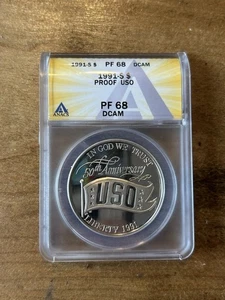 1991-S $ PF 68 DCAM
1991-S $
PROOF USO
ANACS
PF 68
DCAM
IN GOD WE TRUST
50th Anniversary
USO
LIBERTY 1991